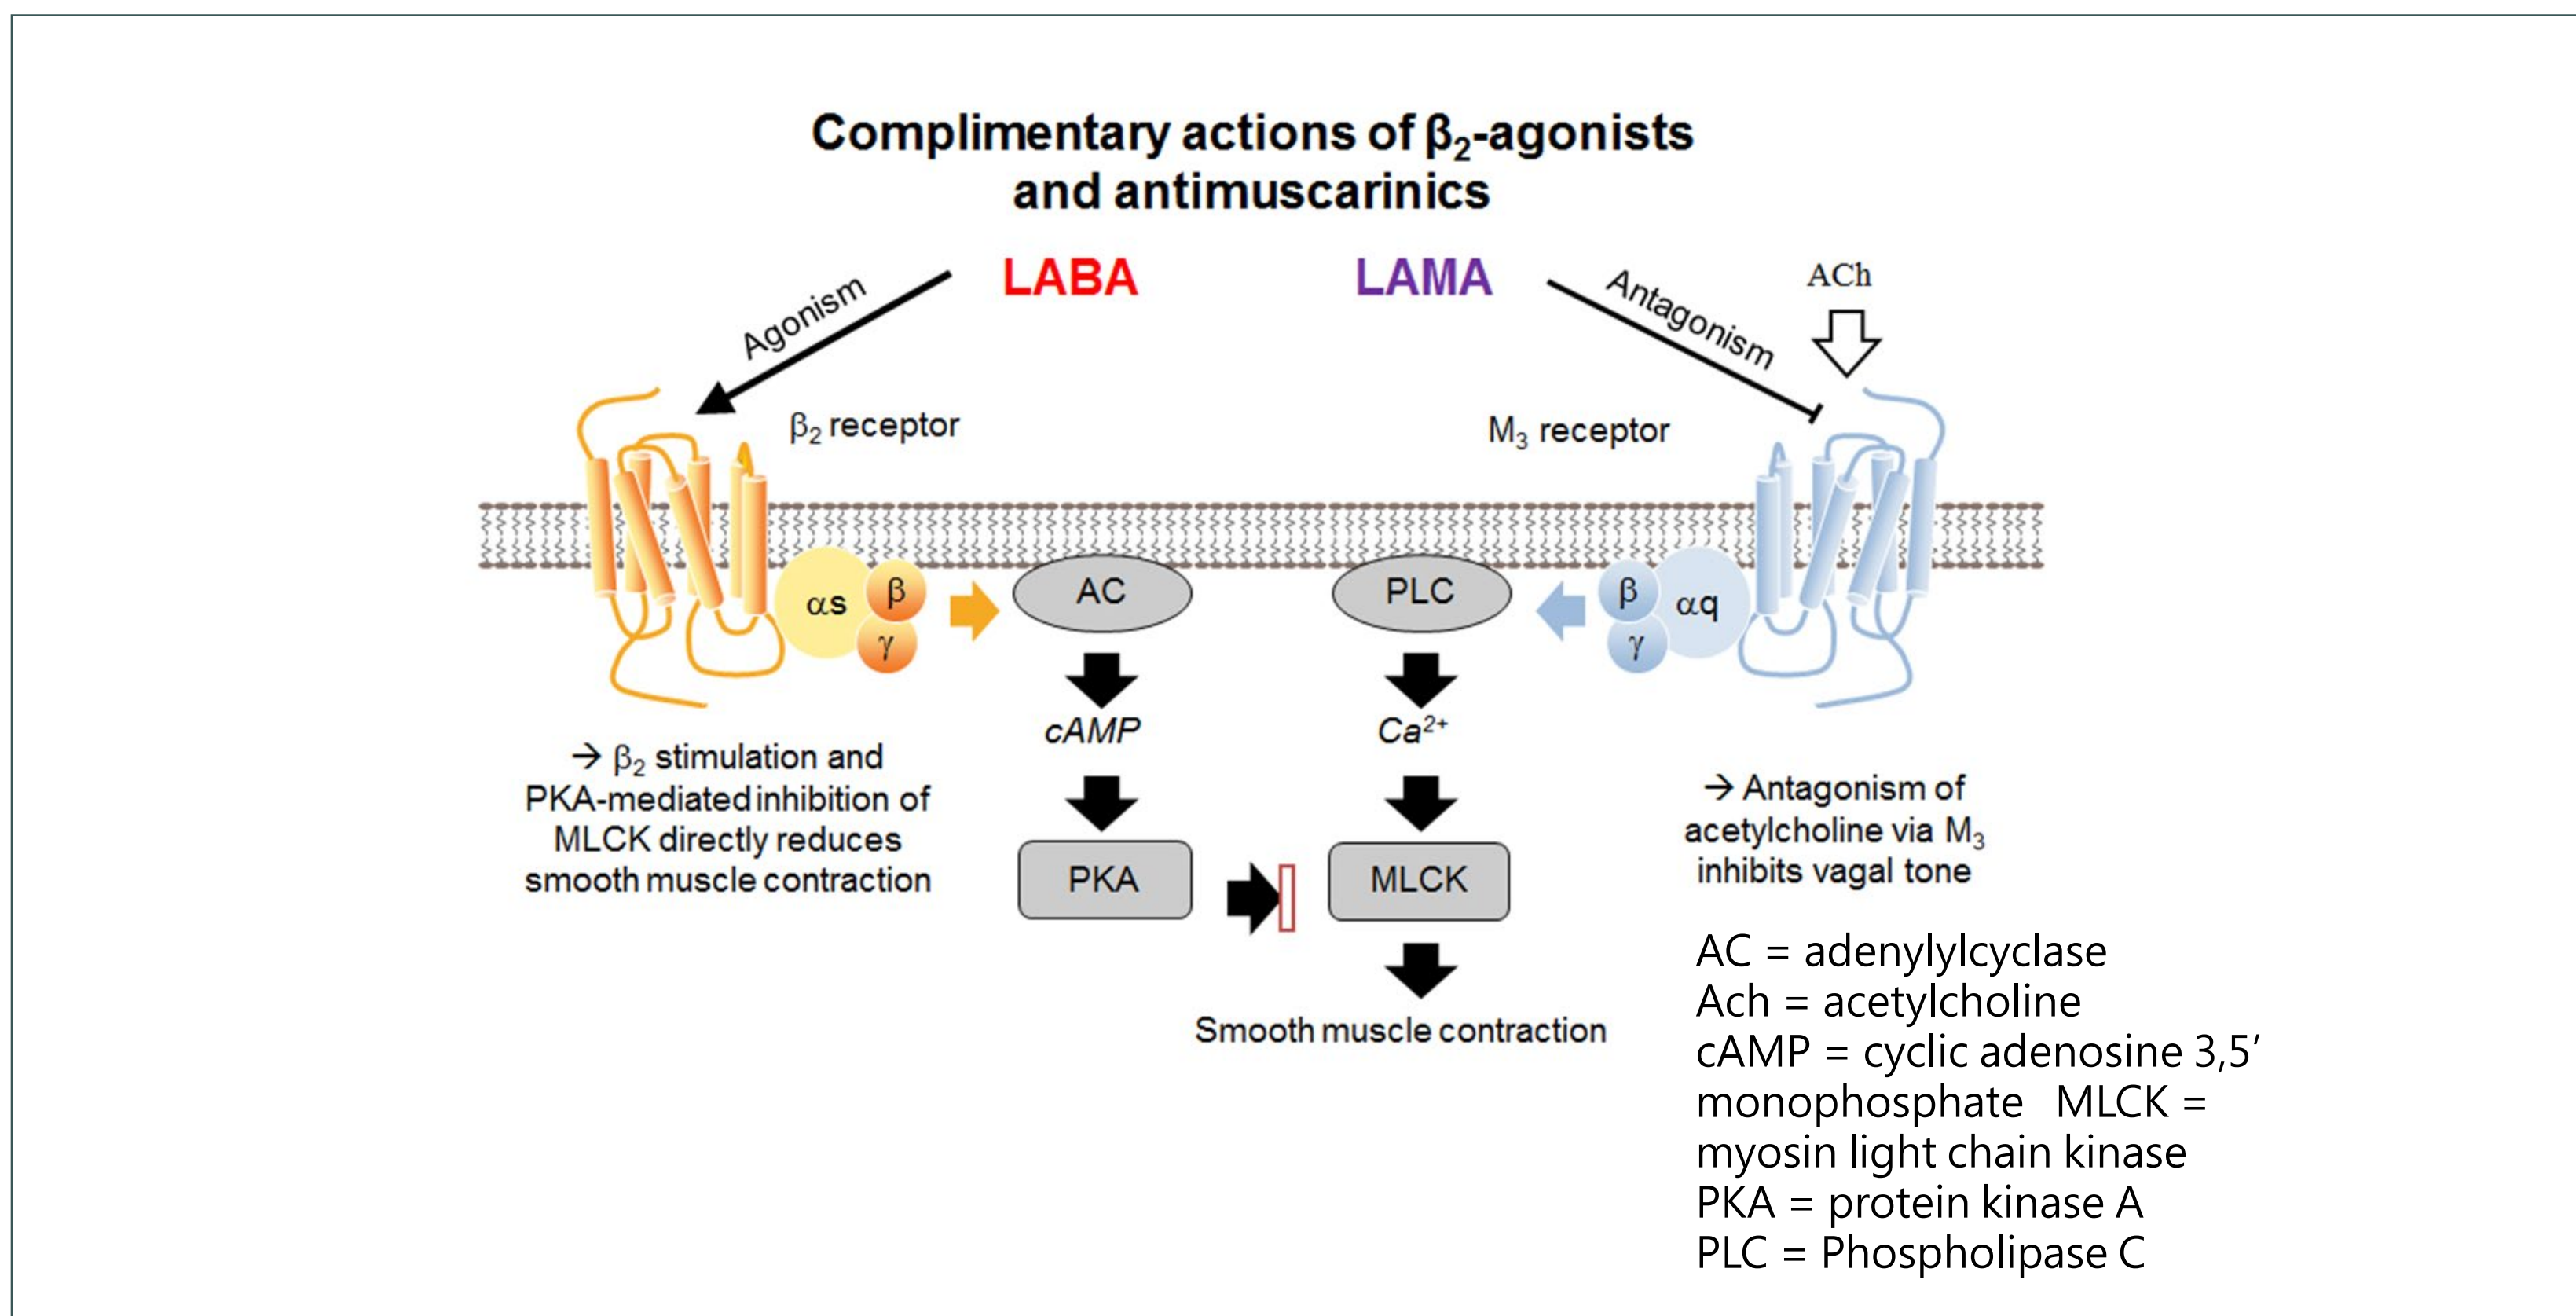 Complimentary actions of β₂-agonists
and antimuscarinics
LABA
LAMA
Agonism
Antagonism
ACh
β₂ receptor
M₃ receptor
αs
β
γ
AC
PLC
β
γ
αq
cAMP
Ca²⁺
→ β₂ stimulation and
PKA-mediated inhibition of
MLCK directly reduces
smooth muscle contraction
PKA
MLCK
→ Antagonism of
acetylcholine via M₃
inhibits vagal tone
Smooth muscle contraction
AC = adenylylcyclase
Ach = acetylcholine
cAMP = cyclic adenosine 3,5′
monophosphate MLCK =
myosin light chain kinase
PKA = protein kinase A
PLC = Phospholipase C